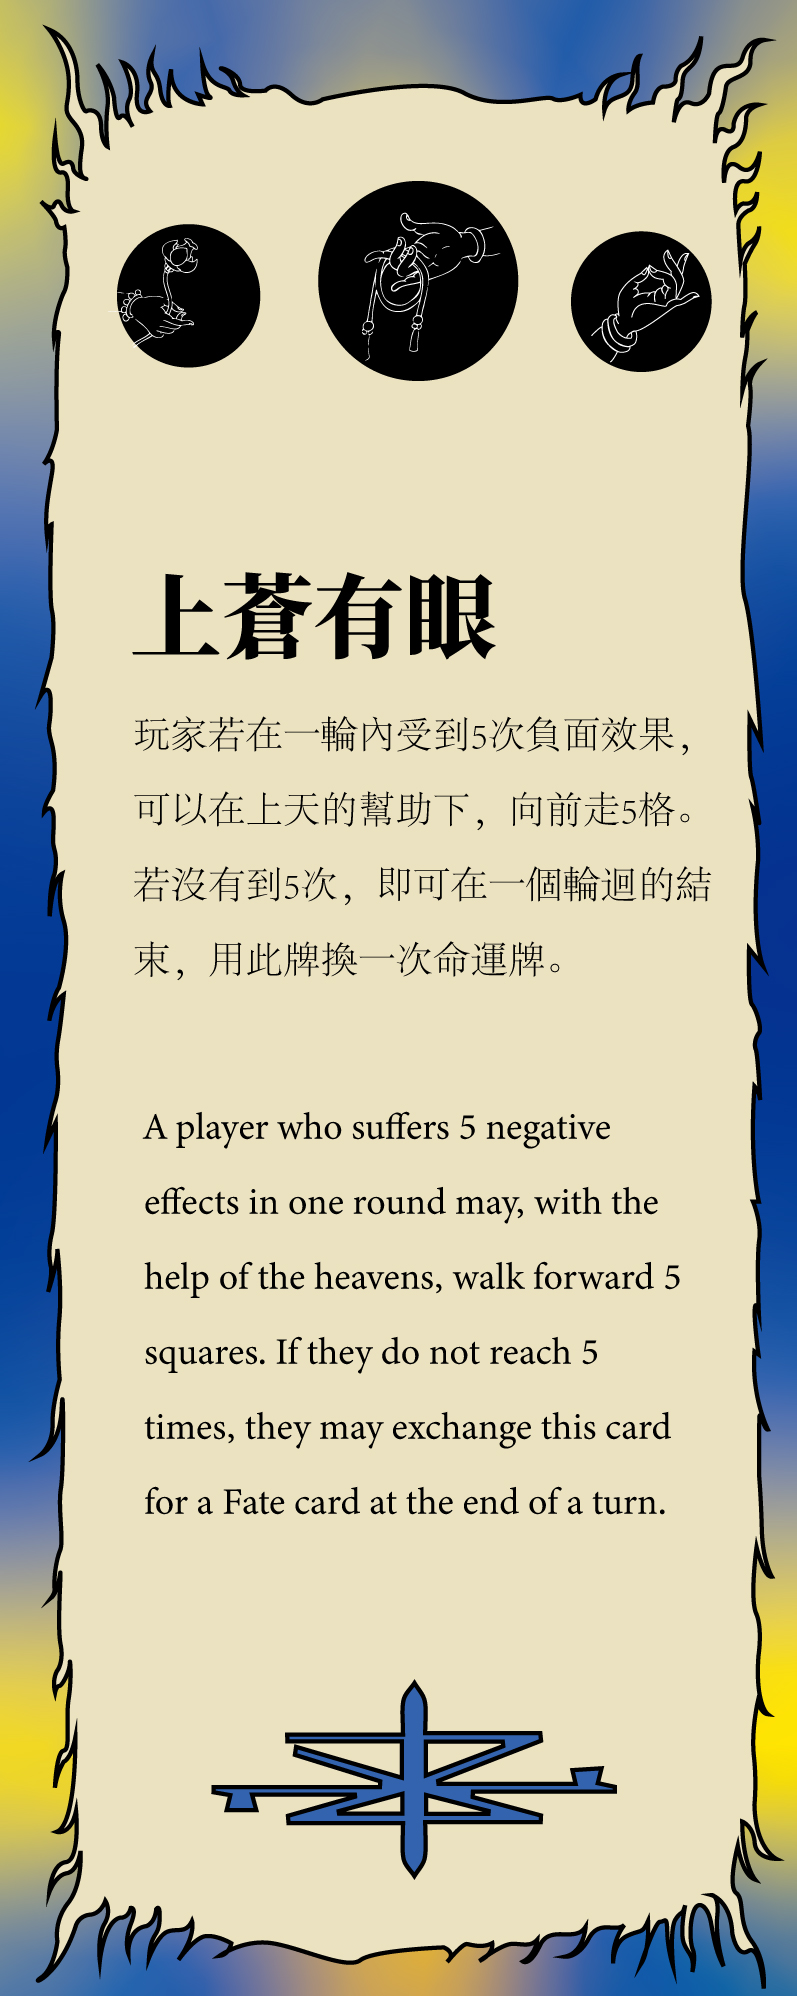 上蒼有眼
玩家若在一輪內受到5次負面效果，
可以在上天的幫助下，向前走5格。
若沒有到5次，即可在一個輪迴的結
束，用此牌換一次命運牌。
A player who suffers 5 negative
effects in one round may, with the
help of the heavens, walk forward 5
squares. If they do not reach 5
times, they may exchange this card
for a Fate card at the end of a turn.